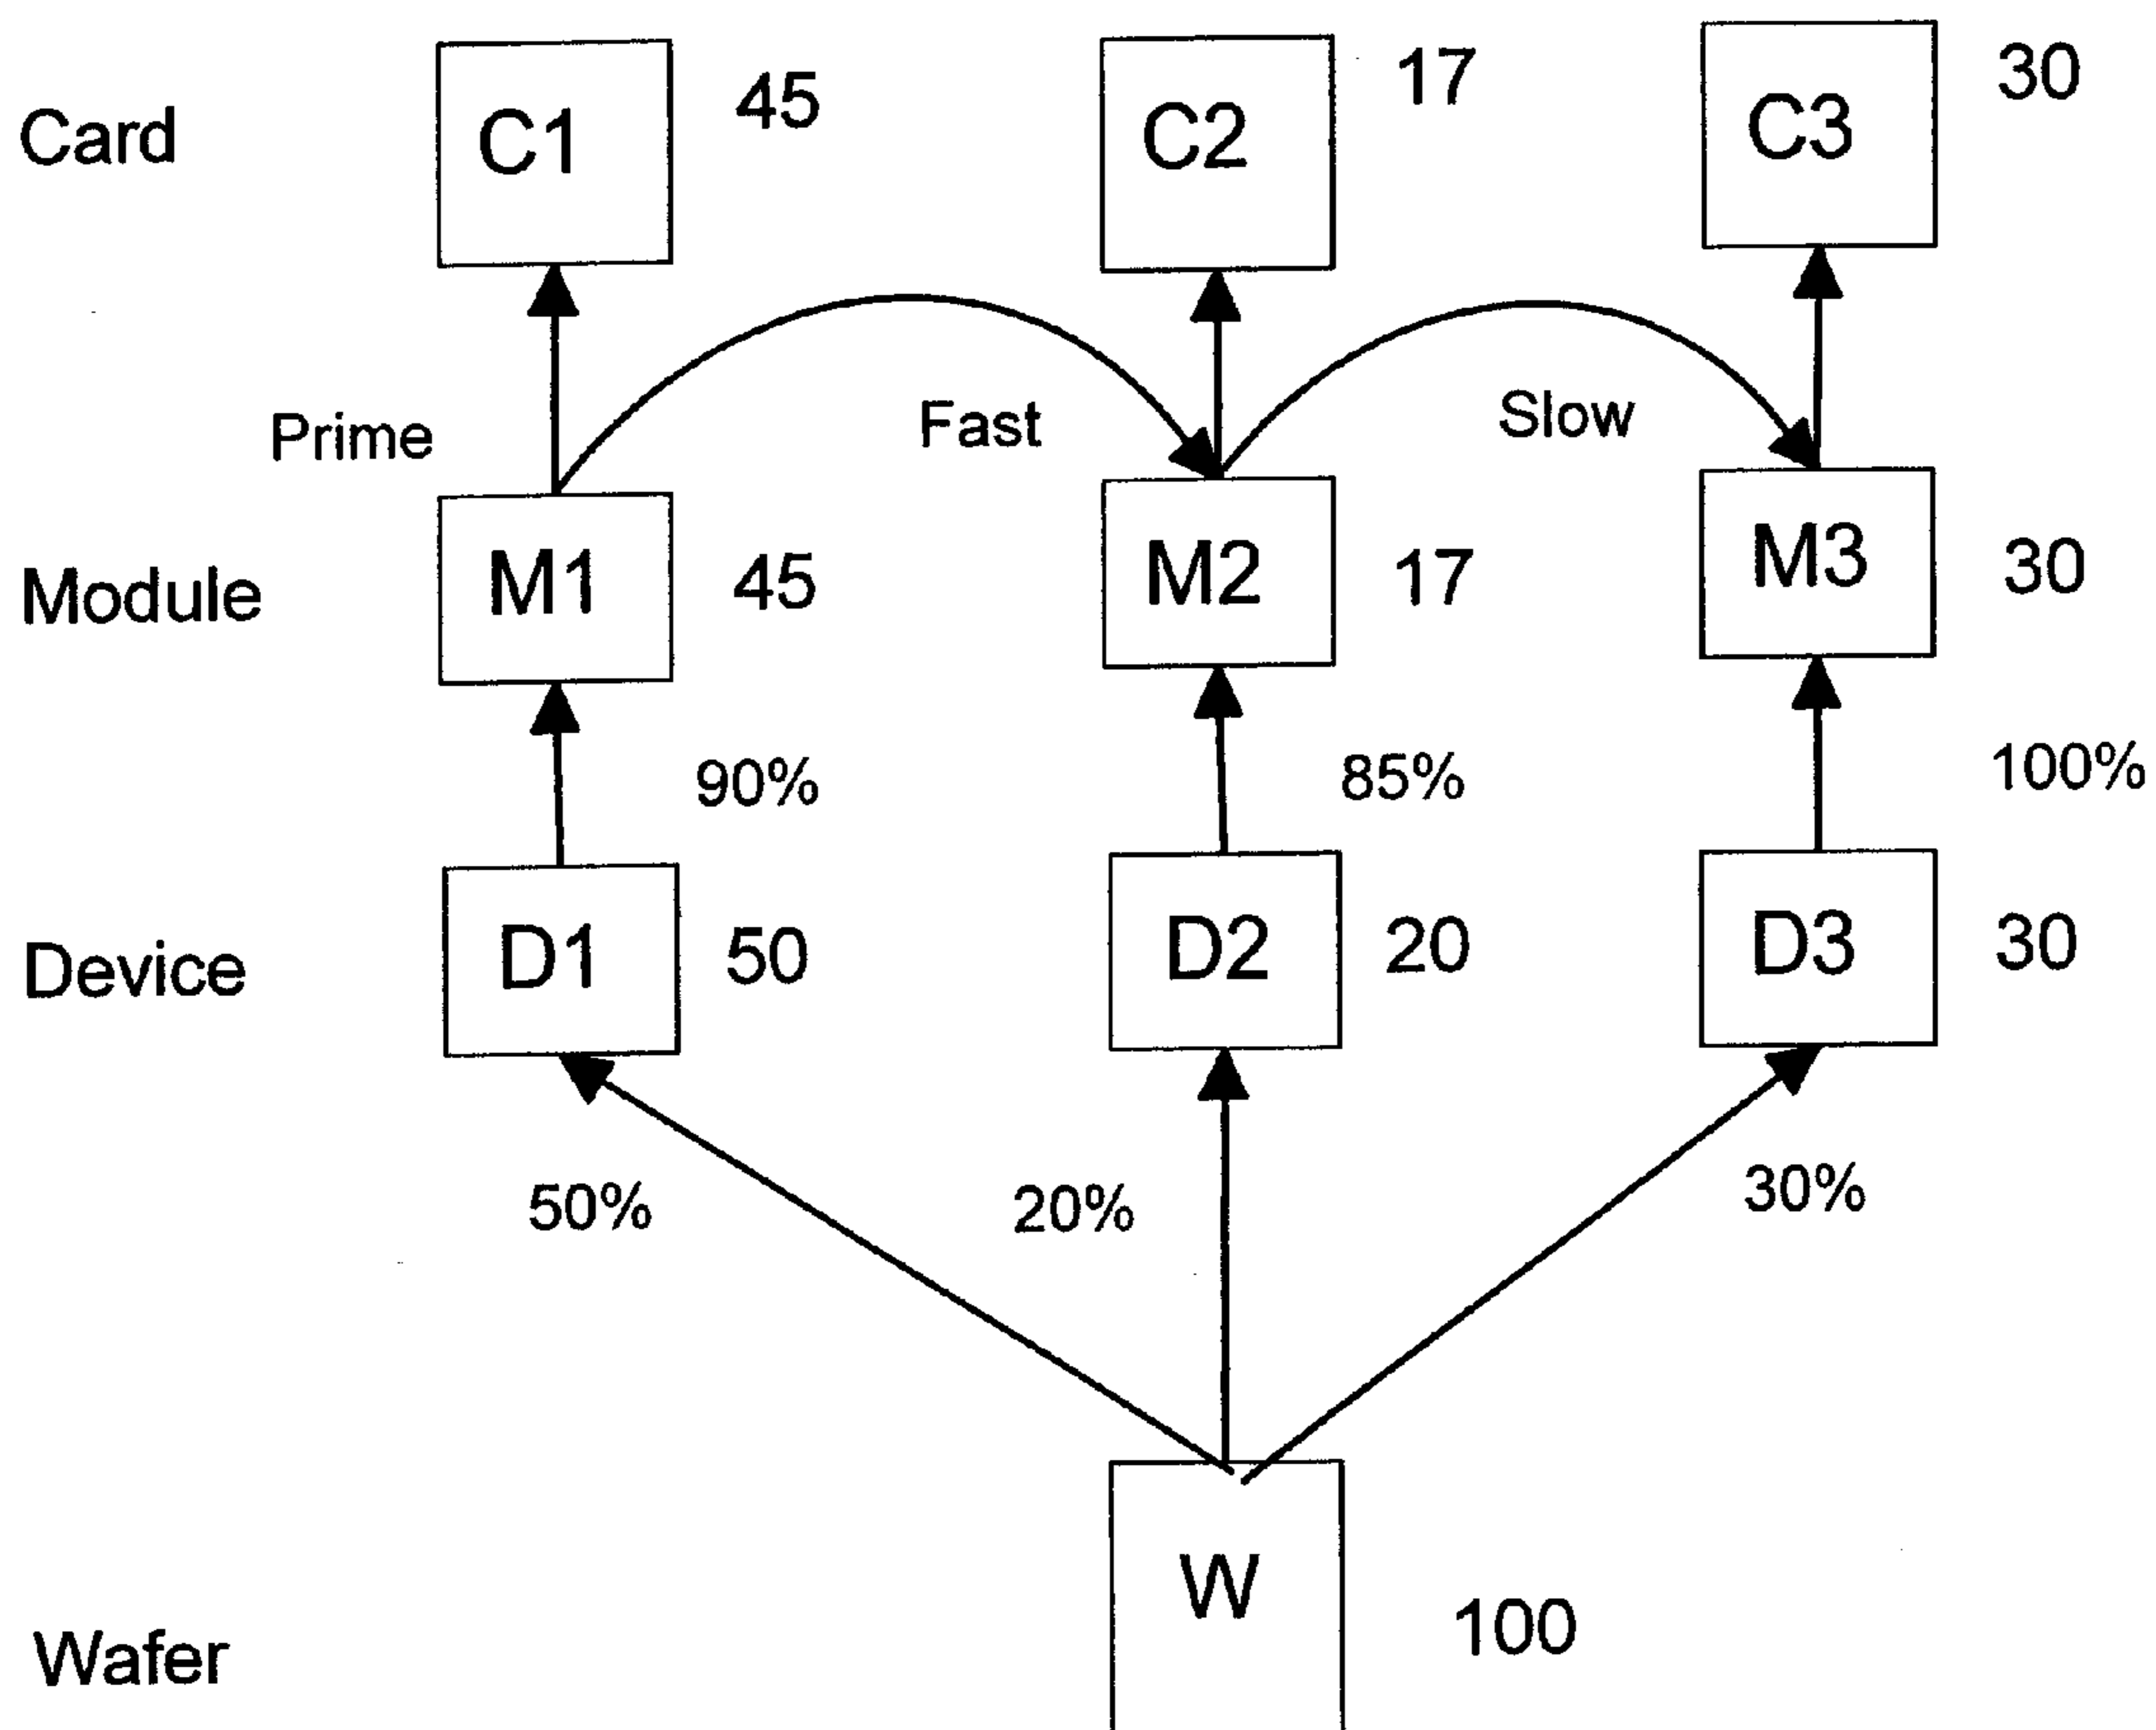 Card C1 45 C2 17 C3 30
Prime Fast Slow
Module M1 45 M2 17 M3 30
90% 85% 100%
Device D1 50 D2 20 D3 30
50% 20% 30%
W
Wafer 100